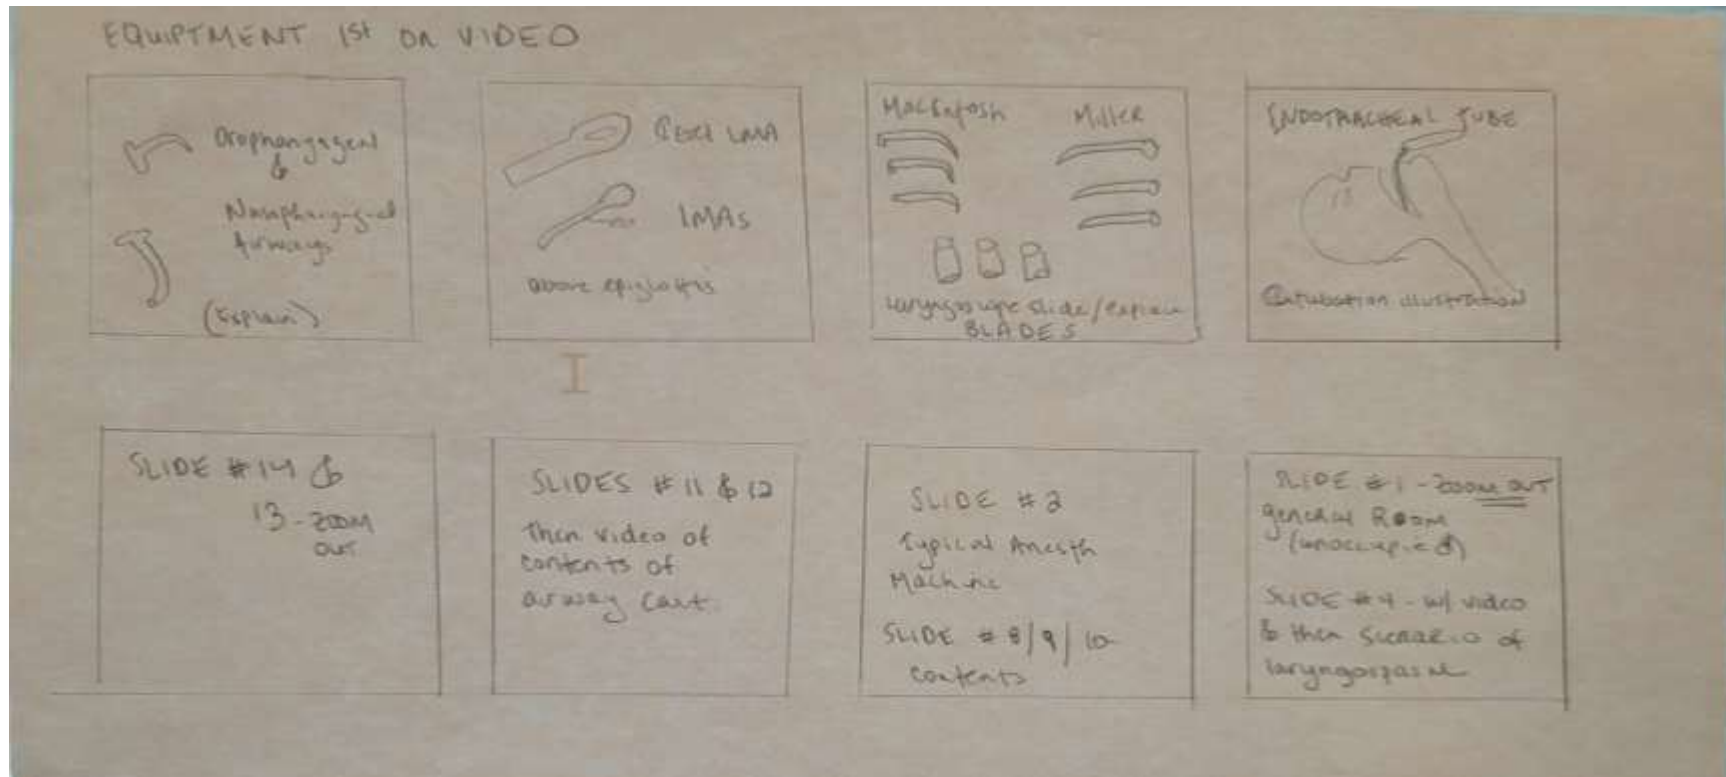 EQUIPTMENT 1st ON VIDEO
Oropharyngeal
&
Nasopharyngeal
Airways
(Explain)
LMA
LMAs
above epiglottis
Macintosh Miller
laryngoscope slide/explain
BLADES
ENDOTRACHEAL TUBE
intubation illustration
SLIDE #14 &
13 - ZOOM
OUT
SLIDES #11 & 12
Then video of
contents of
airway cart.
SLIDE #2
Typical Anesth
Machine
SLIDE #8/9/10
contents
SLIDE #1 - ZOOM OUT
general ROOM
(unoccupied)
SLIDE #4 - w/ video
& then scenario of
laryngospasm